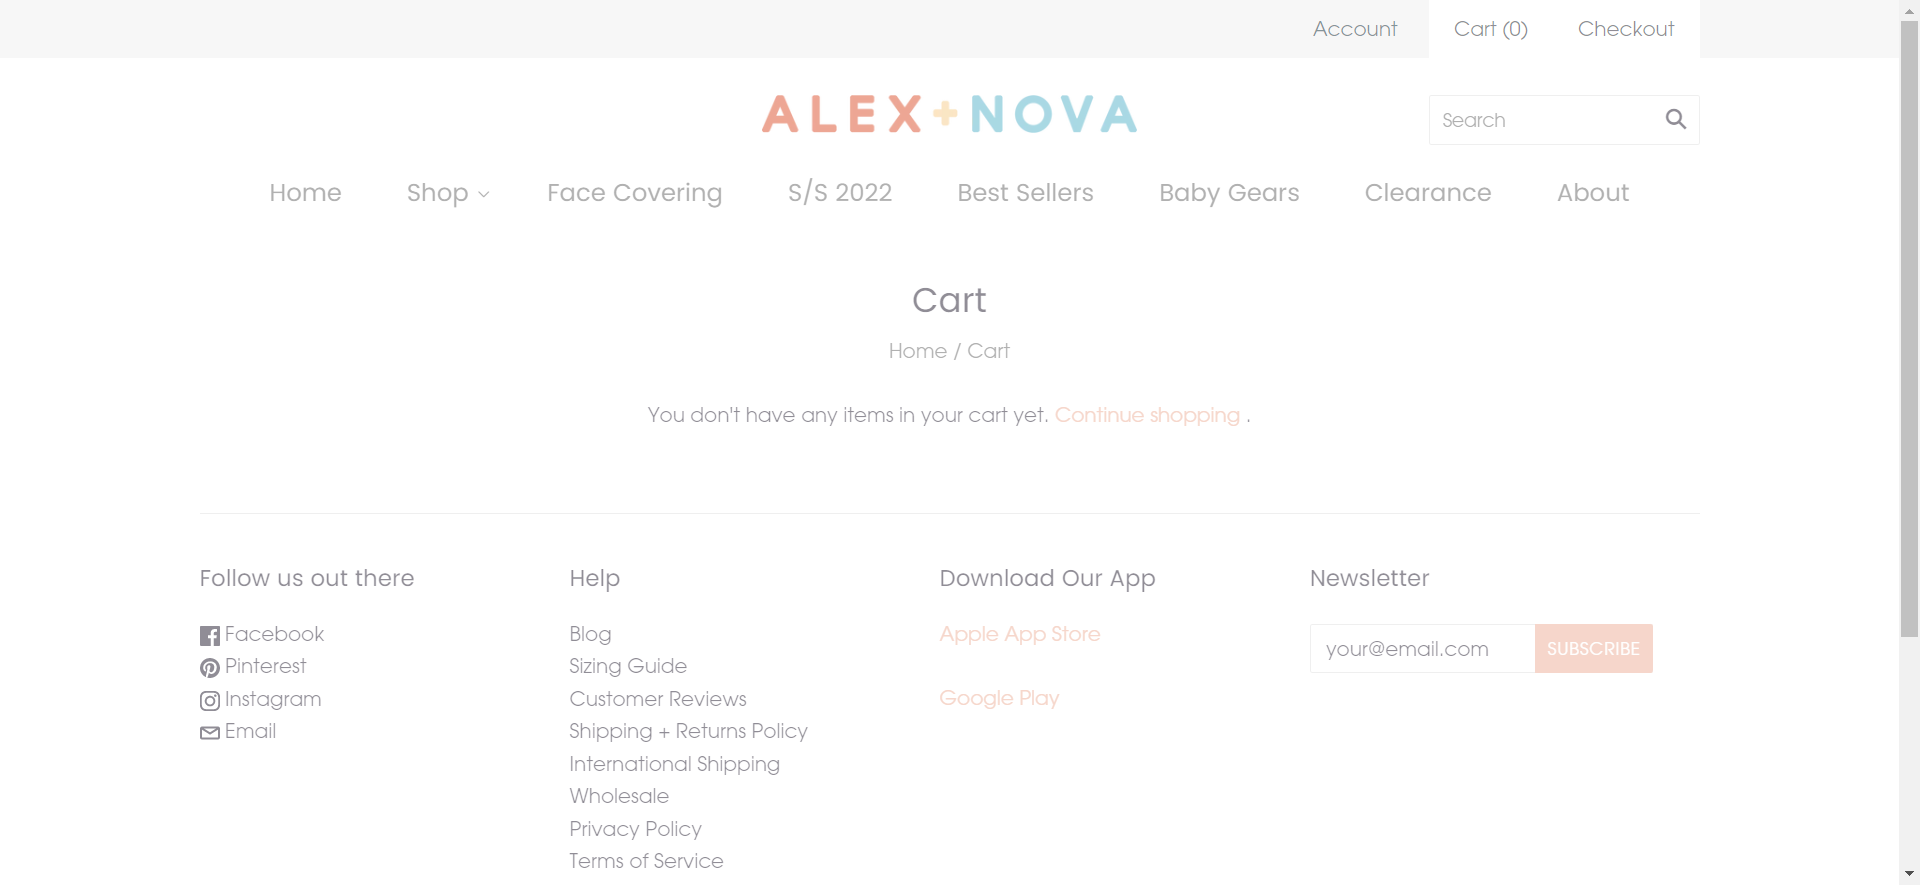 Account Cart (0) Checkout
ALEX+NOVA
Search
Home Shop Face Covering S/S 2022 Best Sellers Baby Gears Clearance About
Cart
Home / Cart
You don't have any items in your cart yet. Continue shopping .
Follow us out there
Facebook
Pinterest
Instagram
Email
Help
Blog
Sizing Guide
Customer Reviews
Shipping + Returns Policy
International Shipping
Wholesale
Privacy Policy
Terms of Service
Download Our App
Apple App Store
Google Play
Newsletter
your@email.com SUBSCRIBE